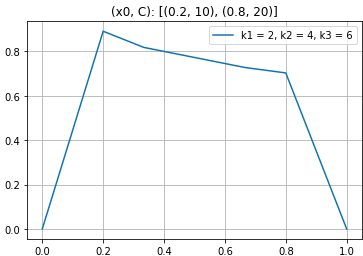 (x0, C): [(0.2, 10), (0.8, 20)]
k1 = 2, k2 = 4, k3 = 6
0.8
0.6
0.4
0.2
0.0
0.0 0.2 0.4 0.6 0.8 1.0